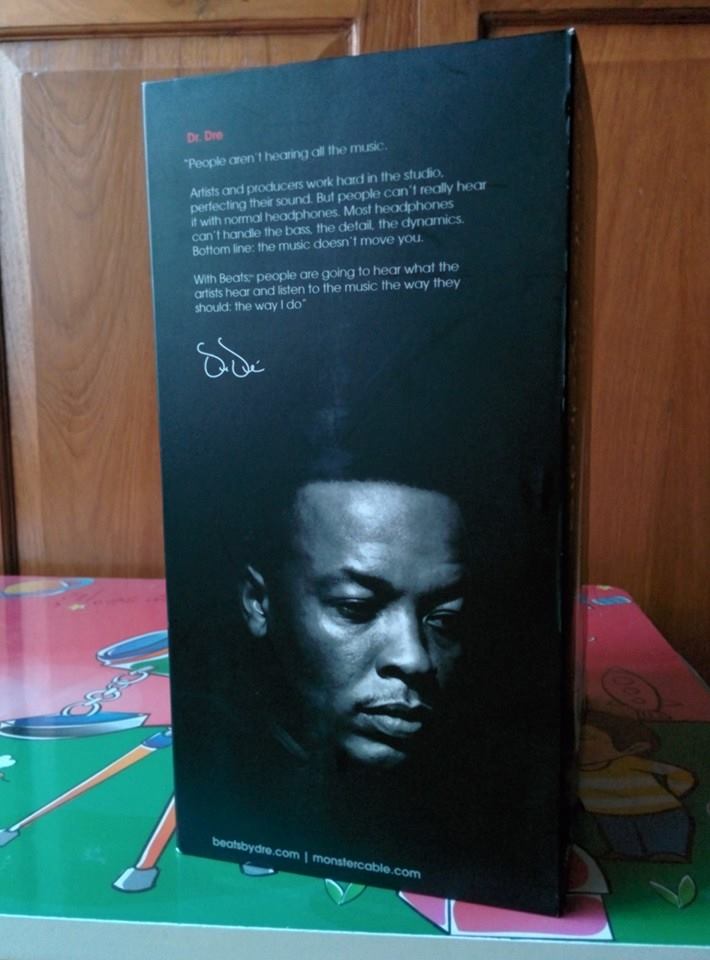 Dr. Dre
"People aren't hearing all the music.
Artists and producers work hard in the studio,
perfecting their sound. But people can't really hear
it with normal headphones. Most headphones
can't handle the bass, the detail, the dynamics.
Bottom line: the music doesn't move you.
With Beats,™ people are going to hear what the
artists hear and listen to the music the way they
should: the way I do"
Dr. Dre
beatsbydre.com | monstercable.com